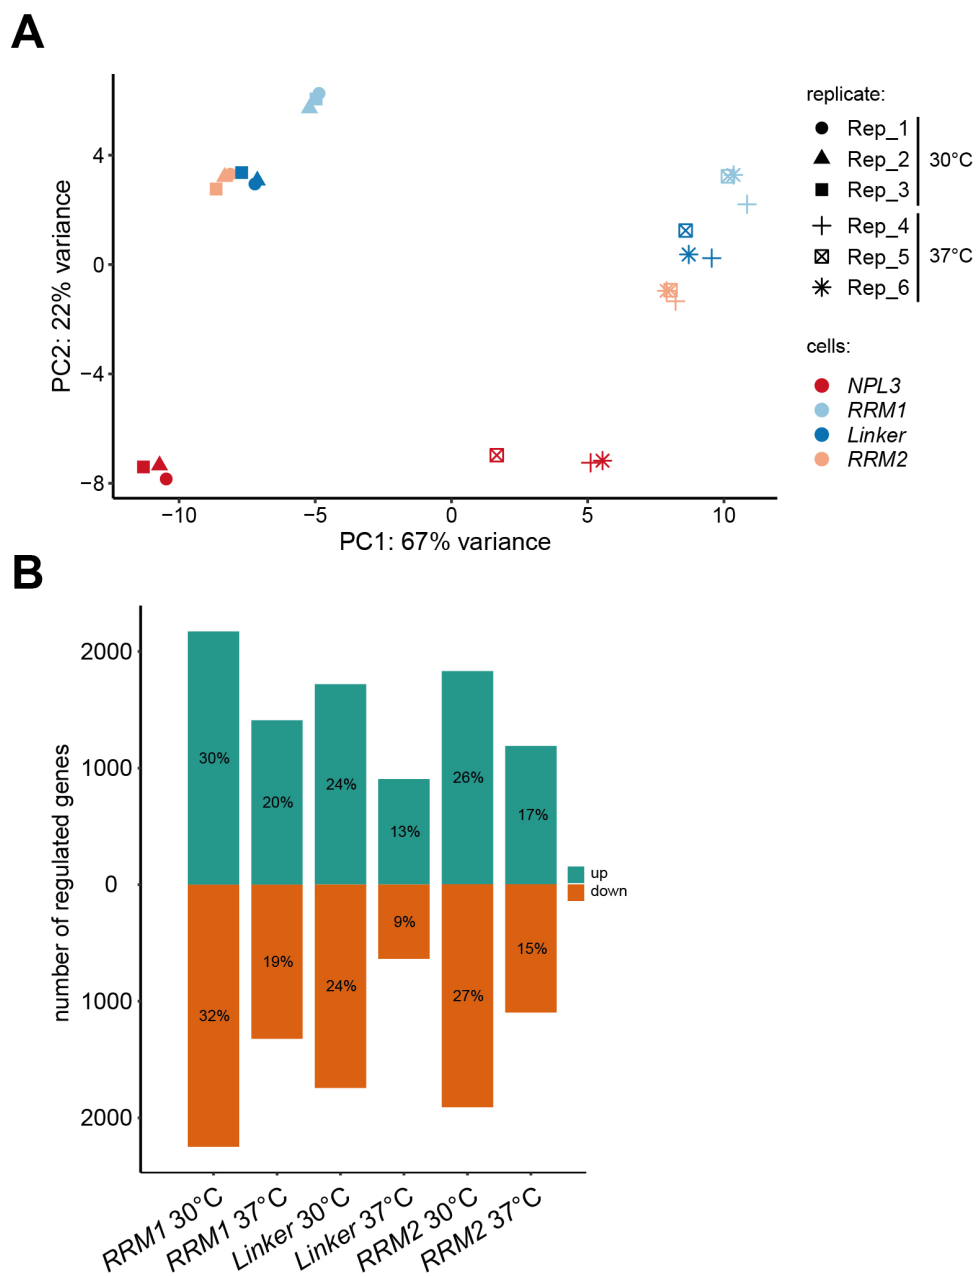 A
PC2: 22% variance
4
0
−4
−8
−10
−5
0
5
10
PC1: 67% variance
replicate:
Rep_1
Rep_2
Rep_3
30°C
Rep_4
Rep_5
Rep_6
37°C
cells:
NPL3
RRM1
Linker
RRM2
B
number of regulated genes
2000
1000
0
1000
2000
30%
20%
24%
13%
26%
17%
32%
19%
24%
9%
27%
15%
up
down
RRM1 30°C
RRM1 37°C
Linker 30°C
Linker 37°C
RRM2 30°C
RRM2 37°C